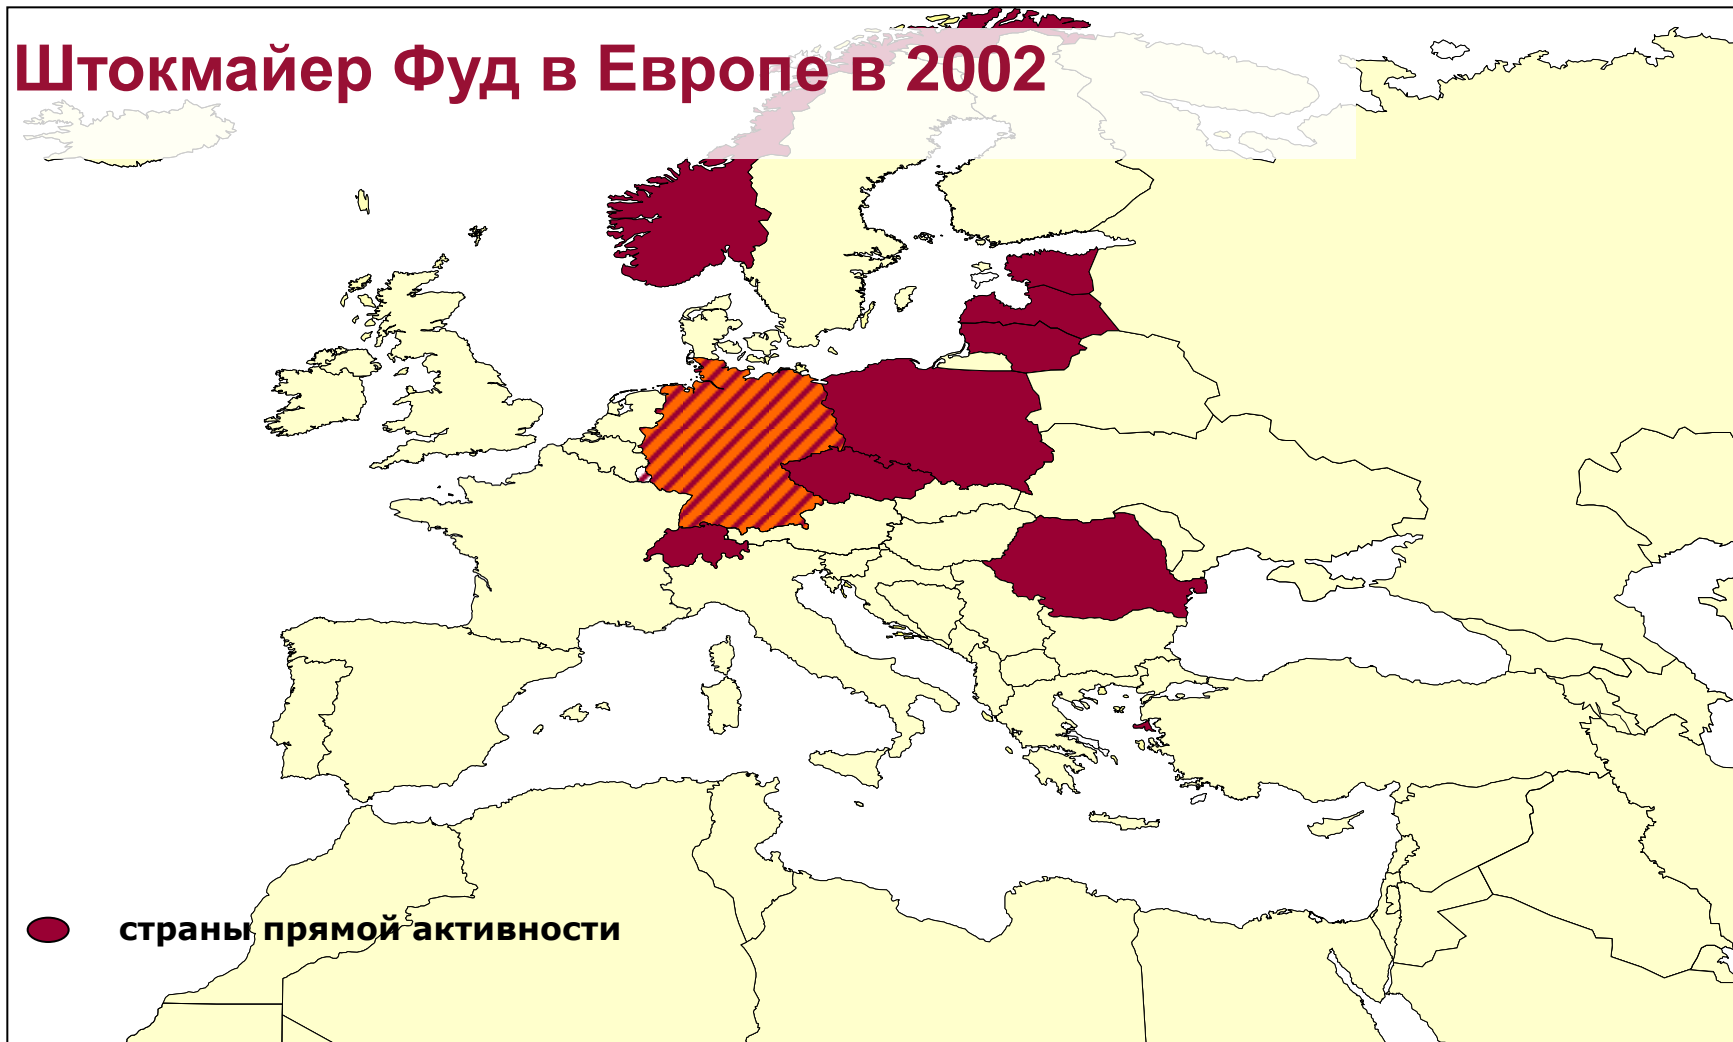 Штокмайер Фуд в Европе в 2002
страны прямой активности